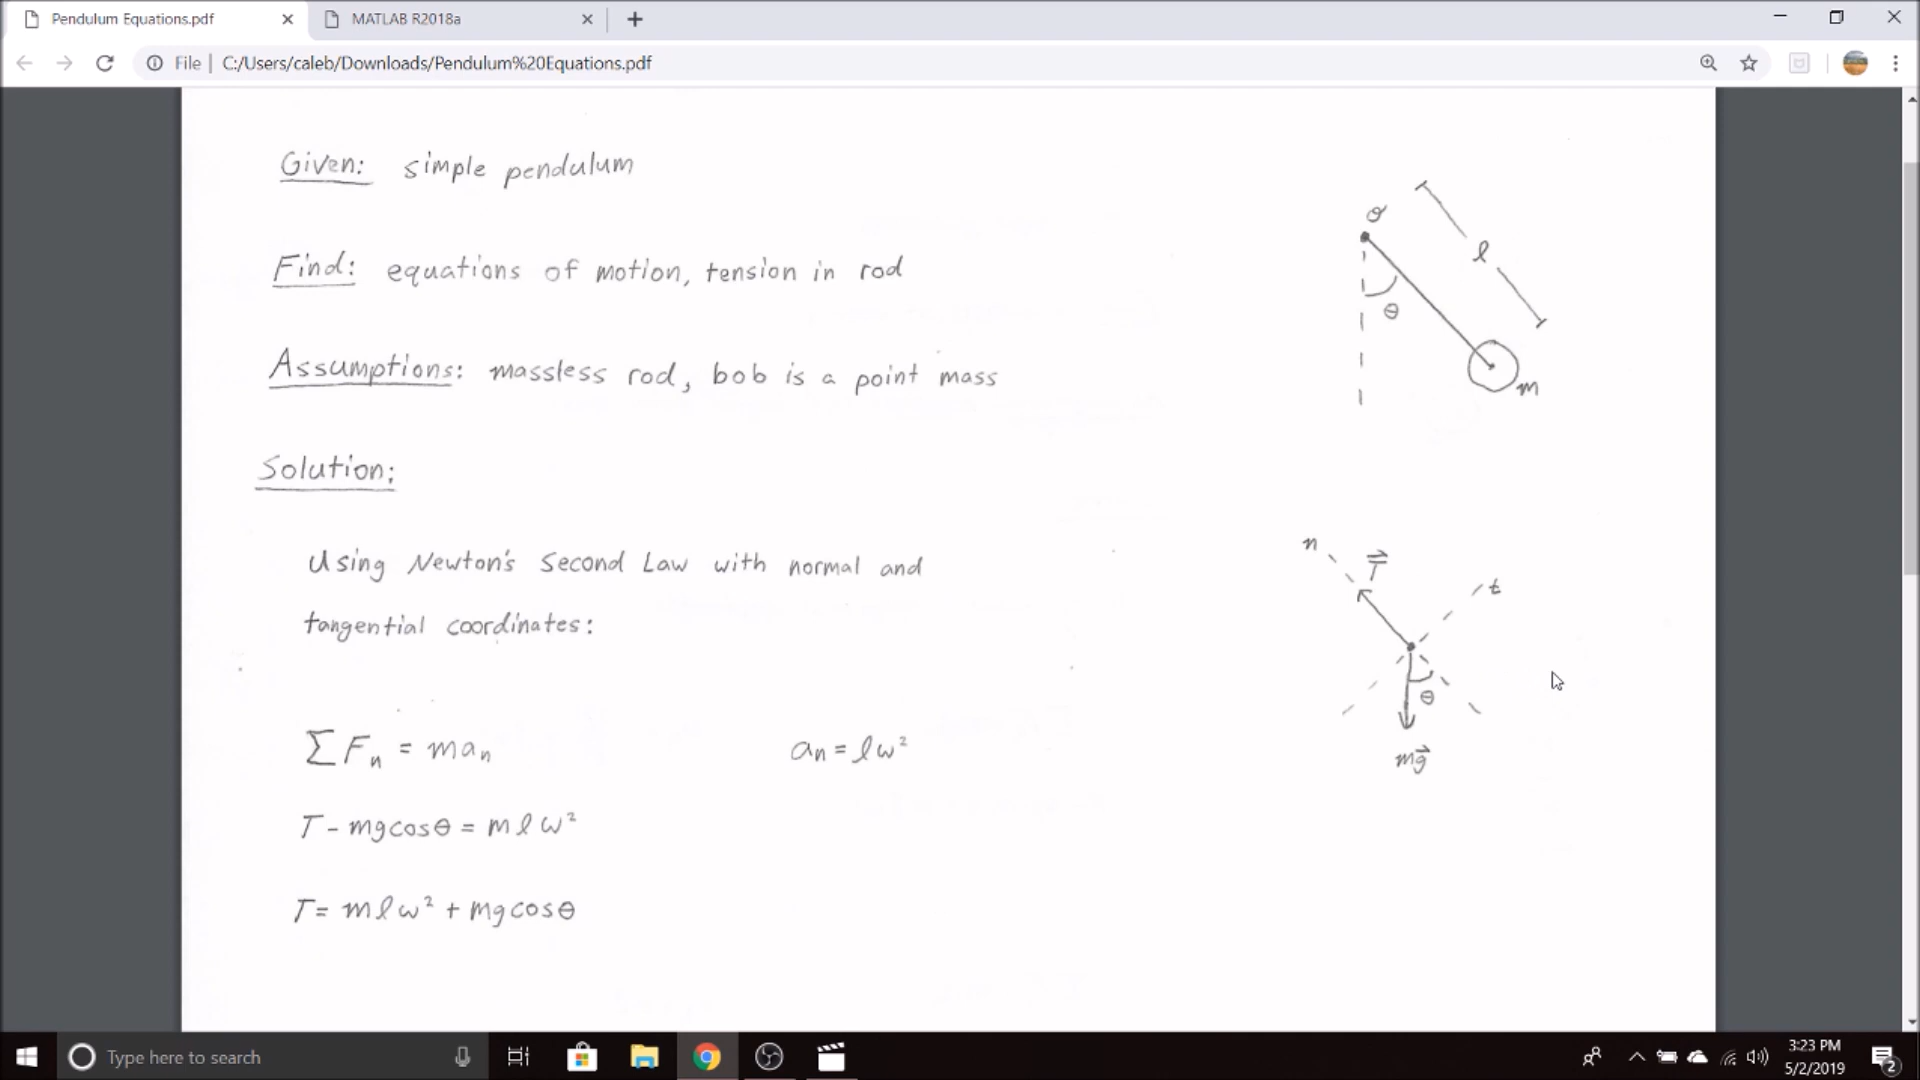 Pendulum Equations.pdf
MATLAB R2018a
File | C:/Users/caleb/Downloads/Pendulum%20Equations.pdf
Given: simple pendulum
Find: equations of motion, tension in rod
Assumptions: massless rod, bob is a point mass
Solution:
Using Newton's Second Law with normal and
tangential coordinates:
ΣFₙ = maₙ
aₙ = ℓω²
T - mgcosθ = mℓω²
T = mℓω² + mgcosθ
ℓ
θ
m
n
T⃗
t
θ
mg⃗
Type here to search
3:23 PM
5/2/2019
2